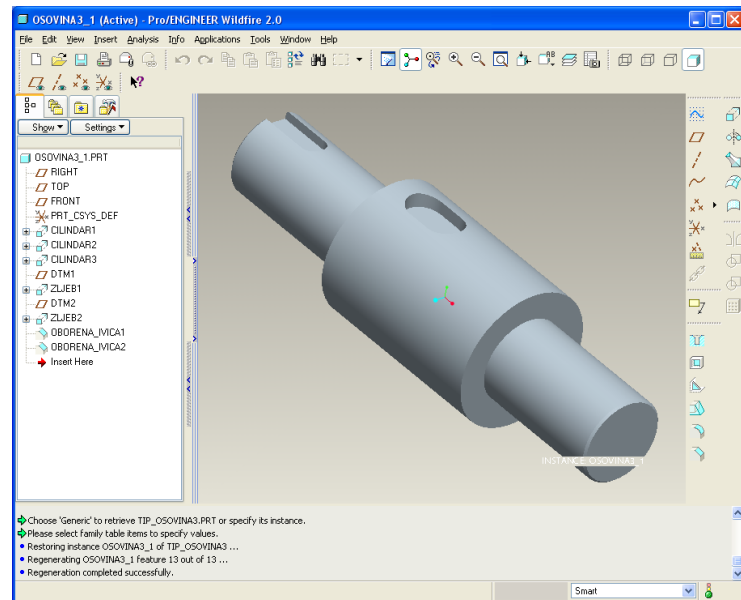 OSOVINA3_1 (Active) - Pro/ENGINEER Wildfire 2.0
File Edit View Insert Analysis Info Applications Tools Window Help
Show Settings
OSOVINA3_1.PRT
RIGHT
TOP
FRONT
PRT_CSYS_DEF
CILINDAR1
CILINDAR2
CILINDAR3
DTM1
ZLJEB1
DTM2
ZLJEB2
OBORENA_IVICA1
OBORENA_IVICA2
Insert Here
INSTANCE_OSOVINA3_1
Choose 'Generic' to retrieve TIP_OSOVINA3.PRT or specify its instance.
Please select family table items to specify values.
Restoring instance OSOVINA3_1 of TIP_OSOVINA3 ...
Regenerating OSOVINA3_1 feature 13 out of 13 ...
Regeneration completed successfully.
Smart